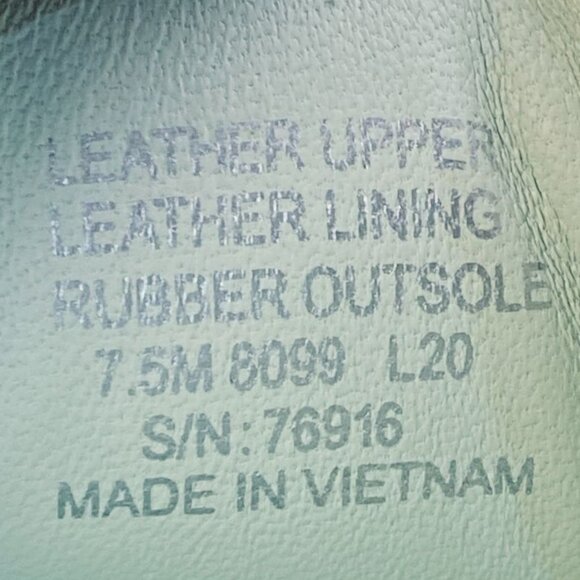 LEATHER UPPER
LEATHER LINING
RUBBER OUTSOLE
7.5M 8099 L20
S/N: 76916
MADE IN VIETNAM